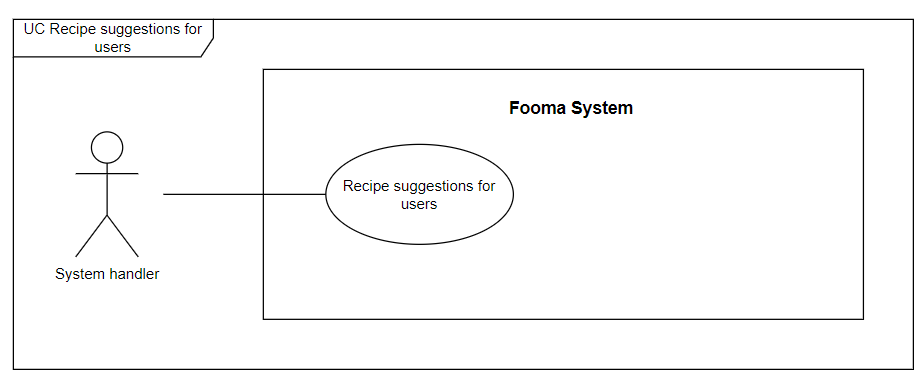 UC Recipe suggestions for
users
Fooma System
Recipe suggestions for
users
System handler